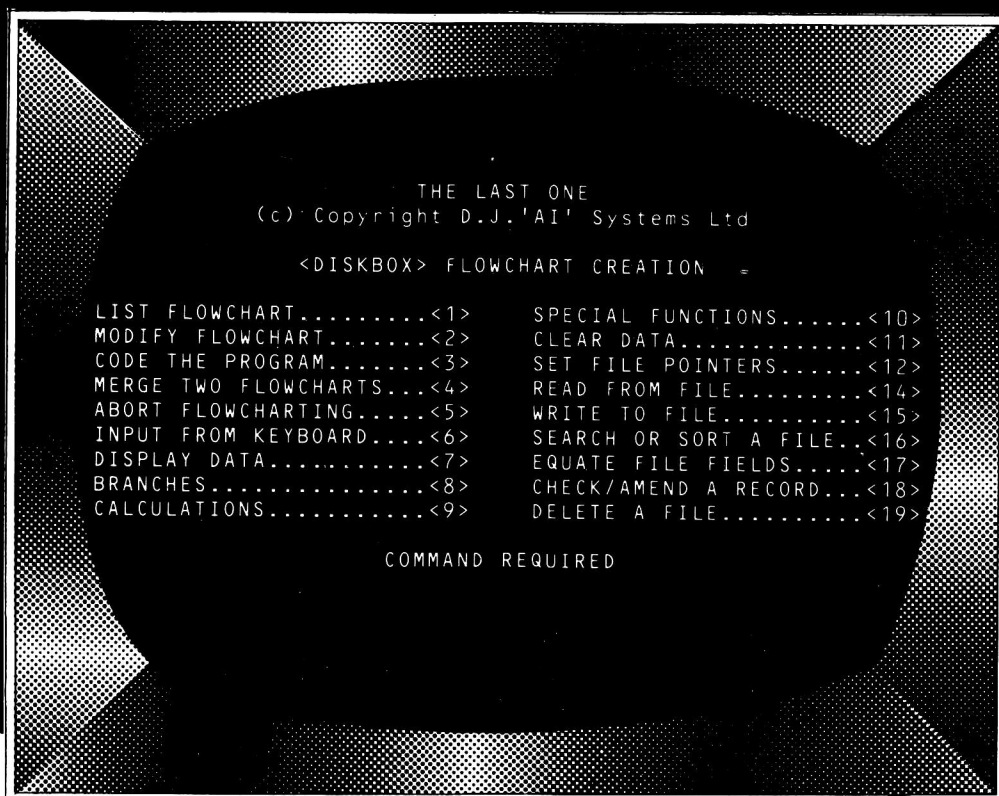 THE LAST ONE
(c) Copyright D.J.'AI' Systems Ltd
<DISKBOX> FLOWCHART CREATION =
LIST FLOWCHART.........<1>
MODIFY FLOWCHART.......<2>
CODE THE PROGRAM.......<3>
MERGE TWO FLOWCHARTS...<4>
ABORT FLOWCHARTING.....<5>
INPUT FROM KEYBOARD....<6>
DISPLAY DATA...........<7>
BRANCHES...............<8>
CALCULATIONS...........<9>
SPECIAL FUNCTIONS......<10>
CLEAR DATA.............<11>
SET FILE POINTERS......<12>
READ FROM FILE.........<14>
WRITE TO FILE..........<15>
SEARCH OR SORT A FILE..<16>
EQUATE FILE FIELDS.....<17>
CHECK/AMEND A RECORD...<18>
DELETE A FILE..........<19>
COMMAND REQUIRED